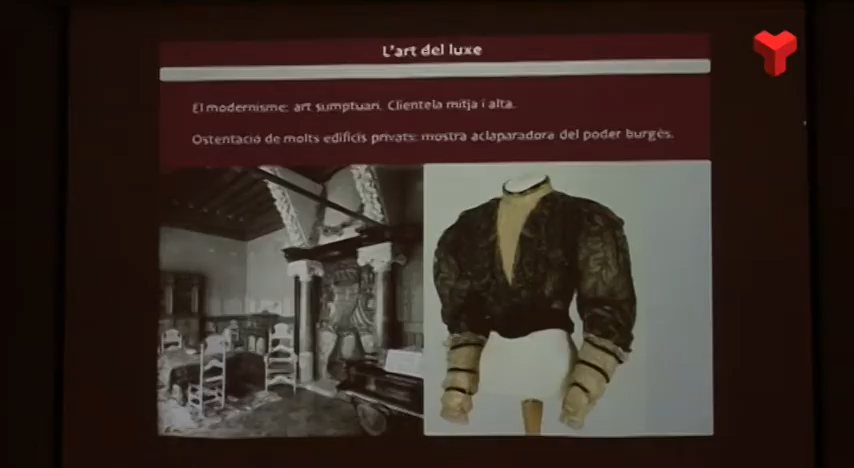 L'art del luxe
El modernisme: art sumptuari. Clientela mitja i alta.
Ostentació de molts edificis privats: mostra aclaparadora del poder burgès.